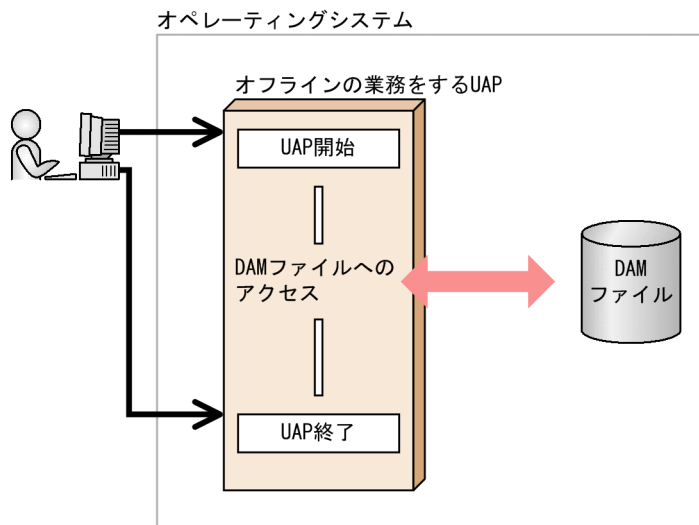 オペレーティングシステム
オフラインの業務をするUAP
UAP開始
DAMファイルへの
アクセス
DAM
ファイル
UAP終了